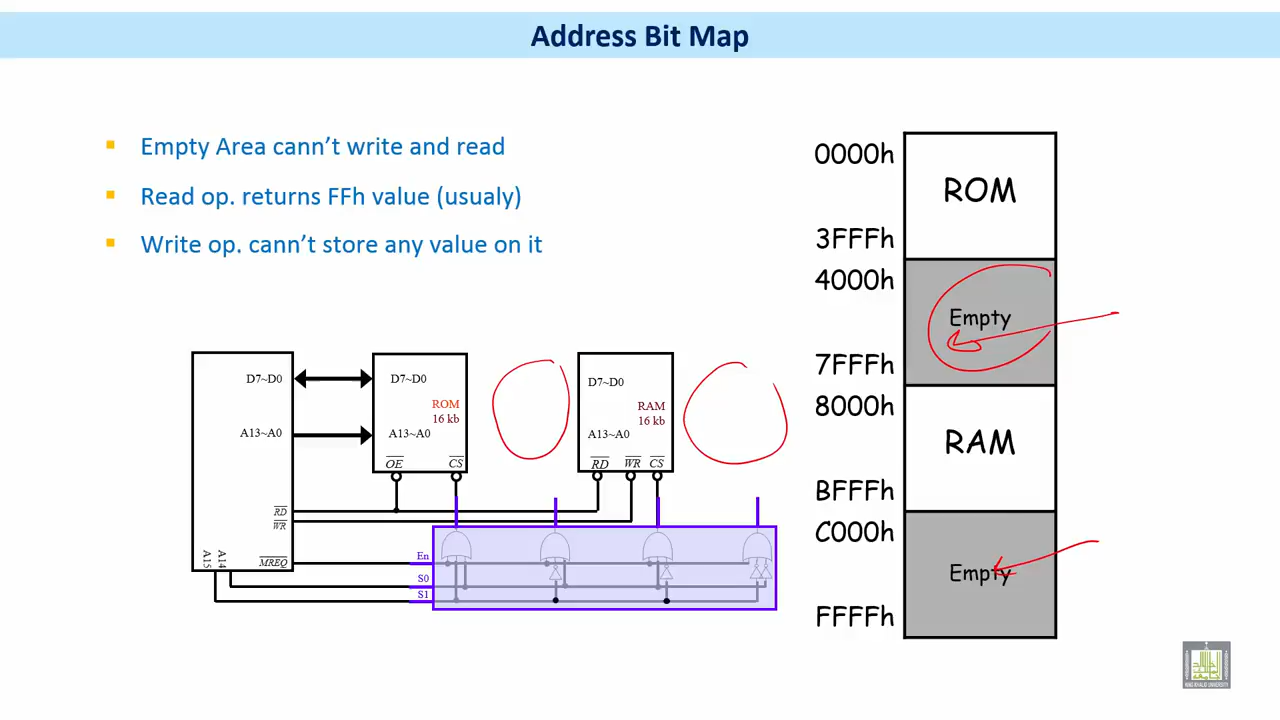 Address Bit Map
Empty Area cann't write and read
Read op. returns FFh value (usualy)
Write op. cann't store any value on it
0000h
ROM
3FFFh
4000h
Empty
7FFFh
8000h
RAM
BFFFh
C000h
Empty
FFFFh
D7~D0
D7~D0
D7~D0
ROM
16 kb
RAM
16 kb
A13~A0
A13~A0
A13~A0
OE
CS
RD
WR
CS
RD
WR
A15
A14
MREQ
En
S0
S1
KING KHALID UNIVERSITY